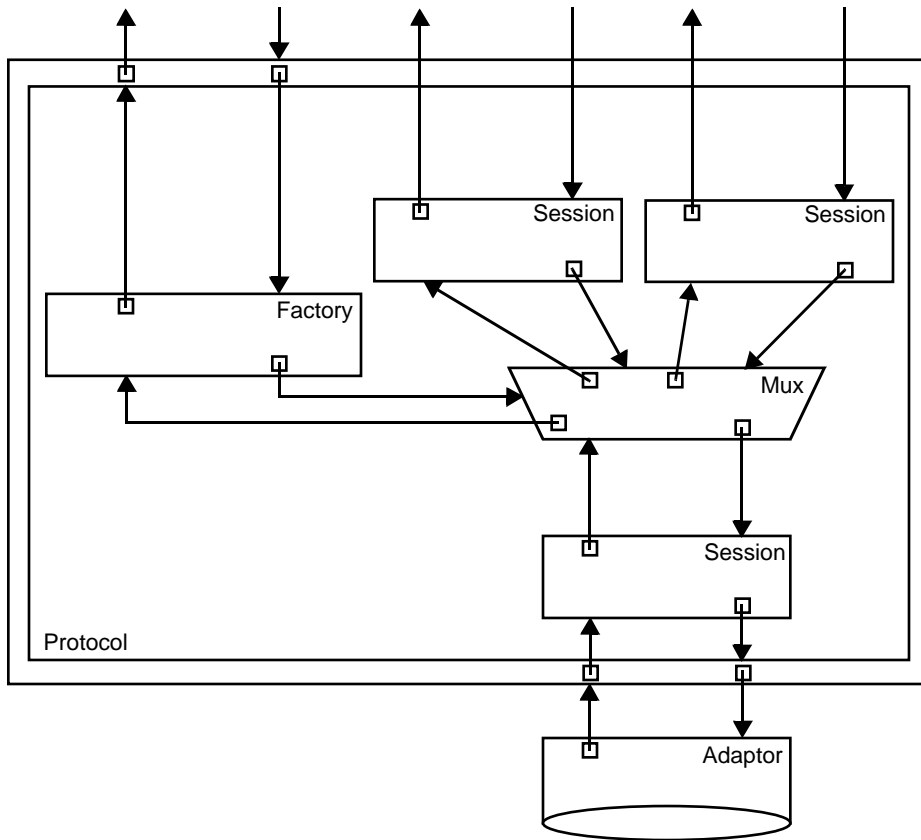 Session
Session
Factory
Mux
Session
Protocol
Adaptor